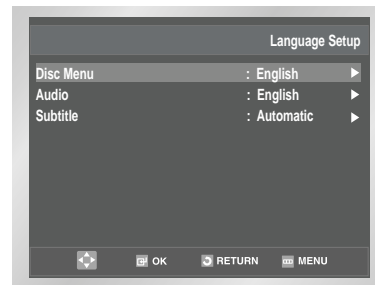 Language Setup
Disc Menu : English
Audio : English
Subtitle : Automatic
OK RETURN MENU